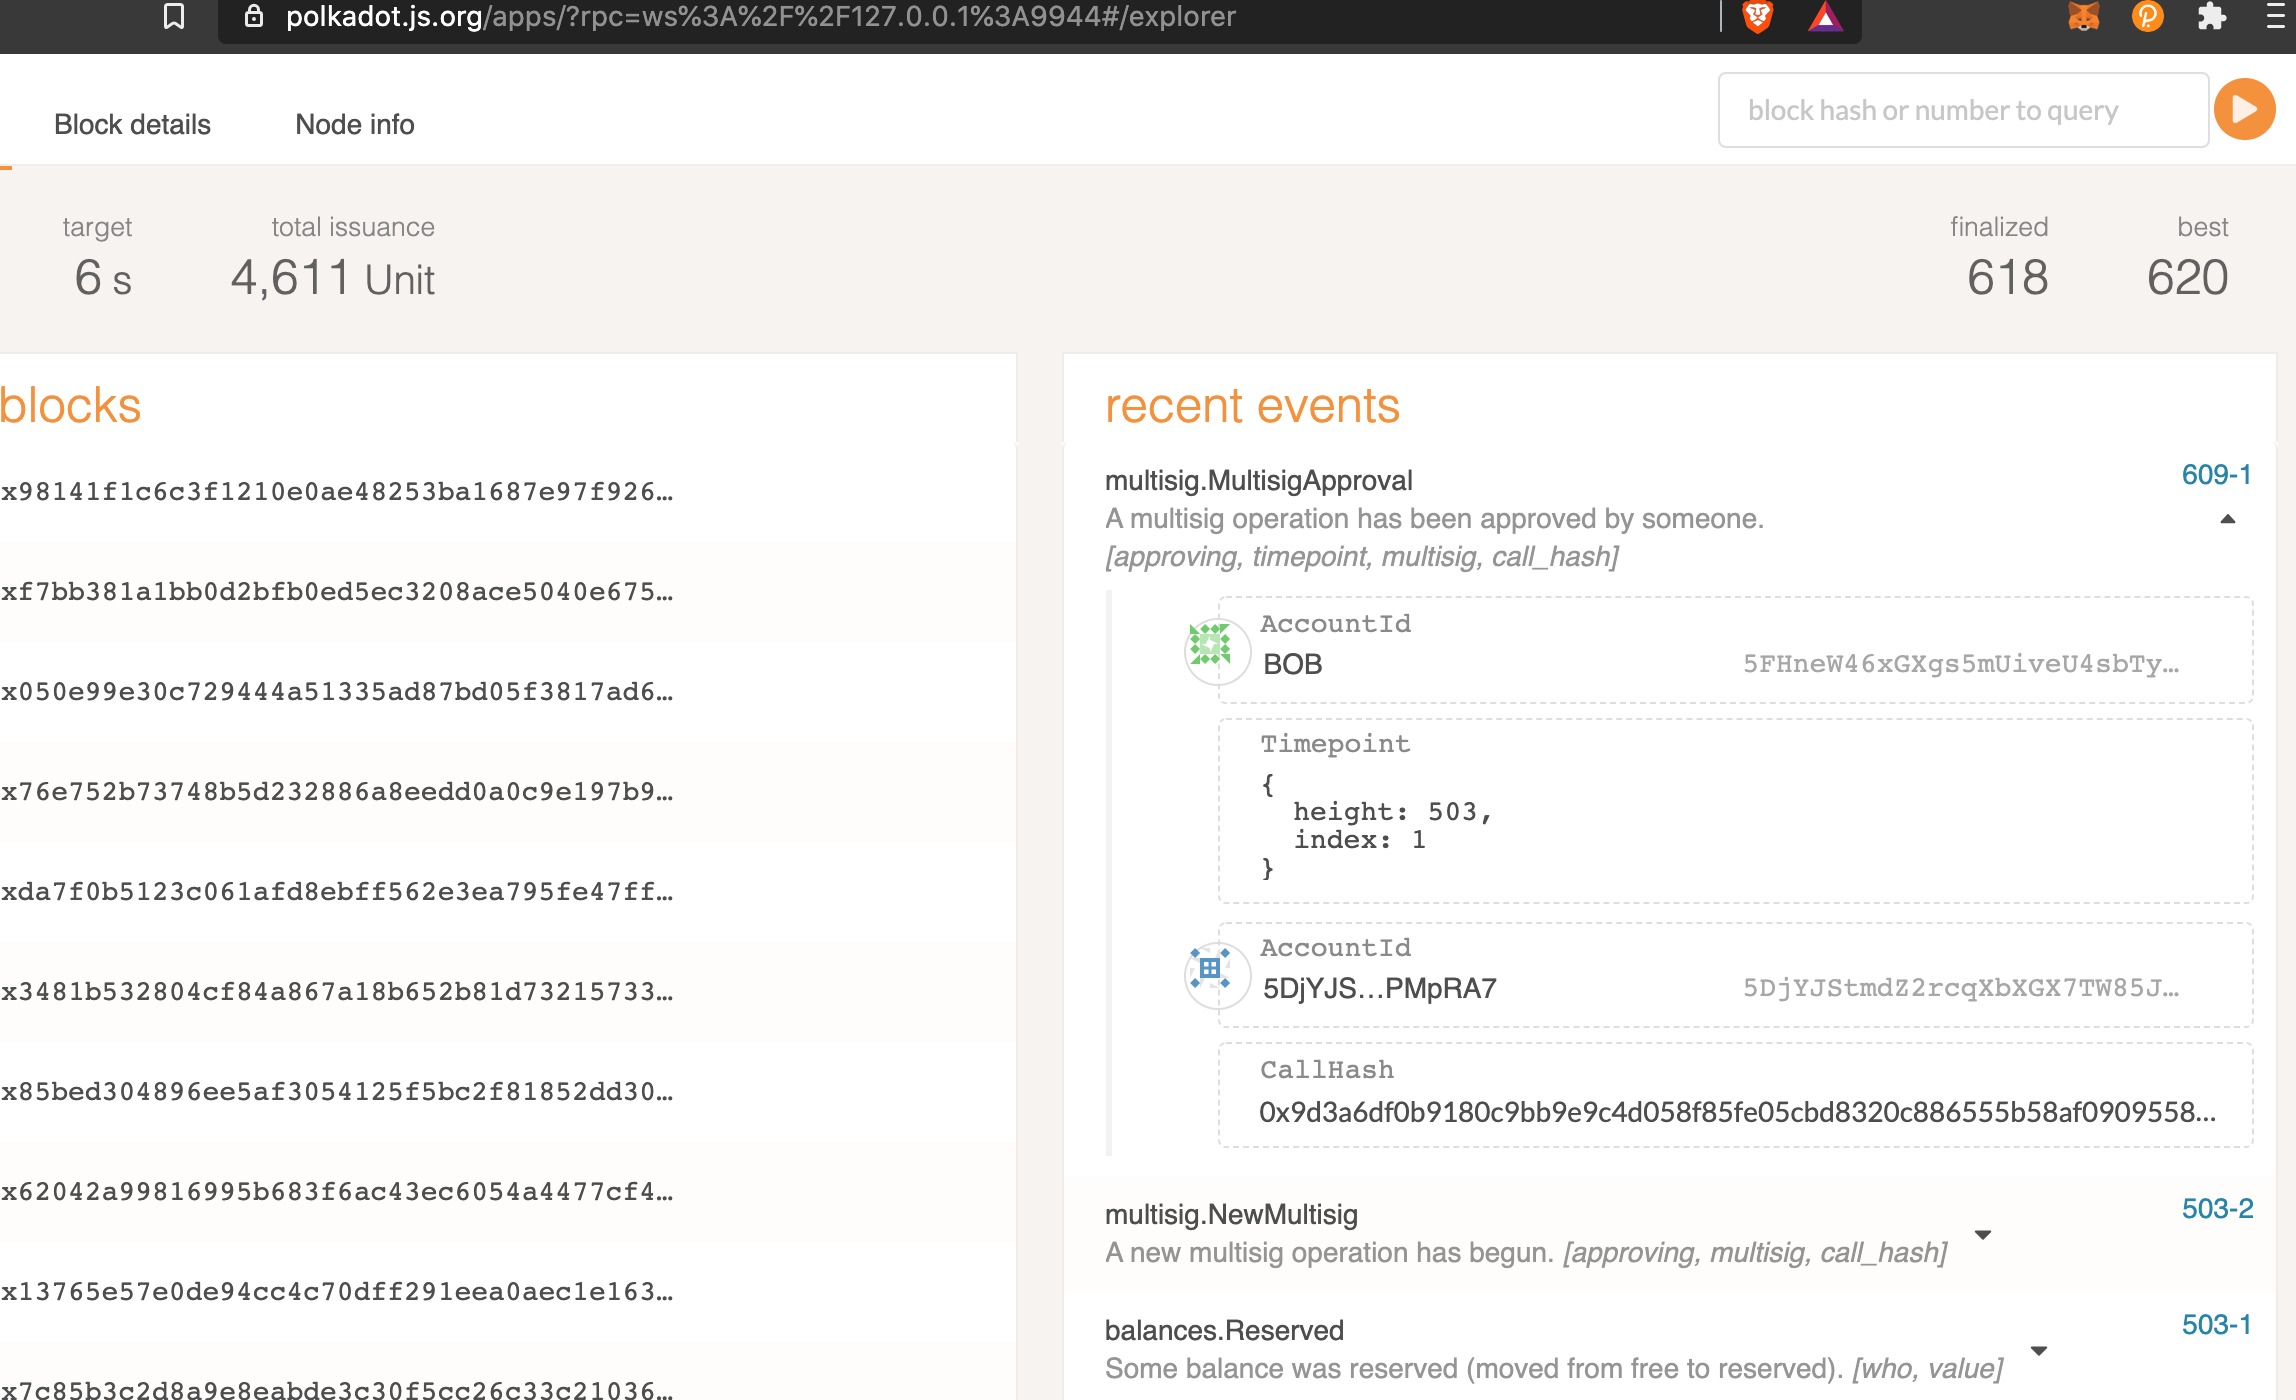 polkadot.js.org/apps/?rpc=ws%3A%2F%2F127.0.0.1%3A9944#/explorer
Block details
Node info
block hash or number to query
target
total issuance
finalized
best
6 s
4,611 Unit
618
620
blocks
x98141f1c6c3f1210e0ae48253ba1687e97f926…
xf7bb381a1bb0d2bfb0ed5ec3208ace5040e675…
x050e99e30c729444a51335ad87bd05f3817ad6…
x76e752b73748b5d232886a8eedd0a0c9e197b9…
xda7f0b5123c061afd8ebff562e3ea795fe47ff…
x3481b532804cf84a867a18b652b81d73215733…
x85bed304896ee5af3054125f5bc2f81852dd30…
x62042a99816995b683f6ac43ec6054a4477cf4…
x13765e57e0de94cc4c70dff291eea0aec1e163…
x7c85b3c2d8a9e8eabde3c30f5cc26c33c21036…
recent events
multisig.MultisigApproval
609-1
A multisig operation has been approved by someone.
[approving, timepoint, multisig, call_hash]
AccountId
BOB
5FHneW46xGXgs5mUiveU4sbTy…
Timepoint
{
height: 503,
index: 1
}
AccountId
5DjYJS…PMpRA7
5DjYJStmdZ2rcqXbXGX7TW85J…
CallHash
0x9d3a6df0b9180c9bb9e9c4d058f85fe05cbd8320c886555b58af0909558…
multisig.NewMultisig
503-2
A new multisig operation has begun. [approving, multisig, call_hash]
balances.Reserved
503-1
Some balance was reserved (moved from free to reserved). [who, value]